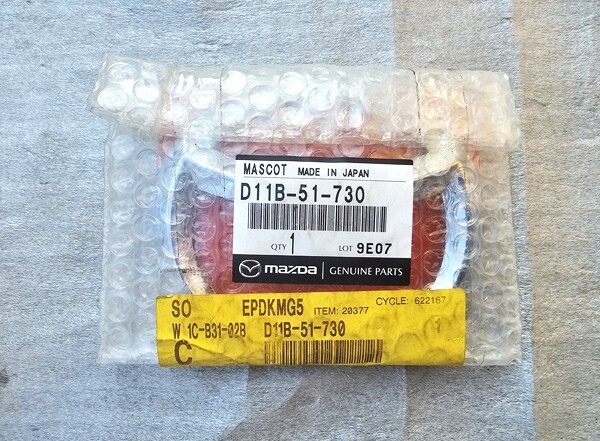 MASCOT MADE IN JAPAN
D11B-51-730
QTY 1 LOT 9E07
mazda GENUINE PARTS
SO EPDKMG5 ITEM: 20377 CYCLE: 622167
W 1C-B31-02B D11B-51-730 1
C